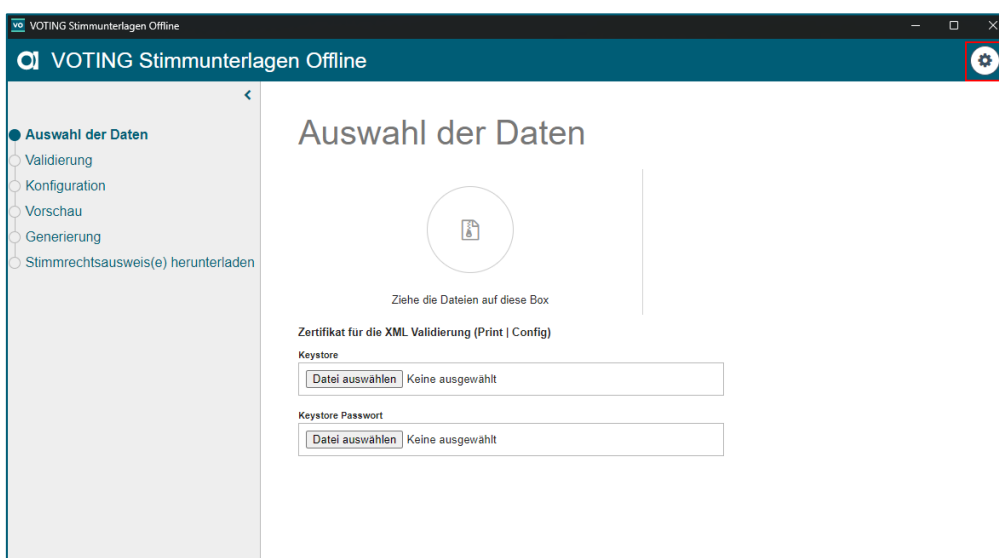 VO VOTING Stimmunterlagen Offline
VOTING Stimmunterlagen Offline
Auswahl der Daten
Validierung
Konfiguration
Vorschau
Generierung
Stimmrechtsausweis(e) herunterladen
Auswahl der Daten
Ziehe die Dateien auf diese Box
Zertifikat für die XML Validierung (Print | Config)
Keystore
Datei auswählen Keine ausgewählt
Keystore Passwort
Datei auswählen Keine ausgewählt